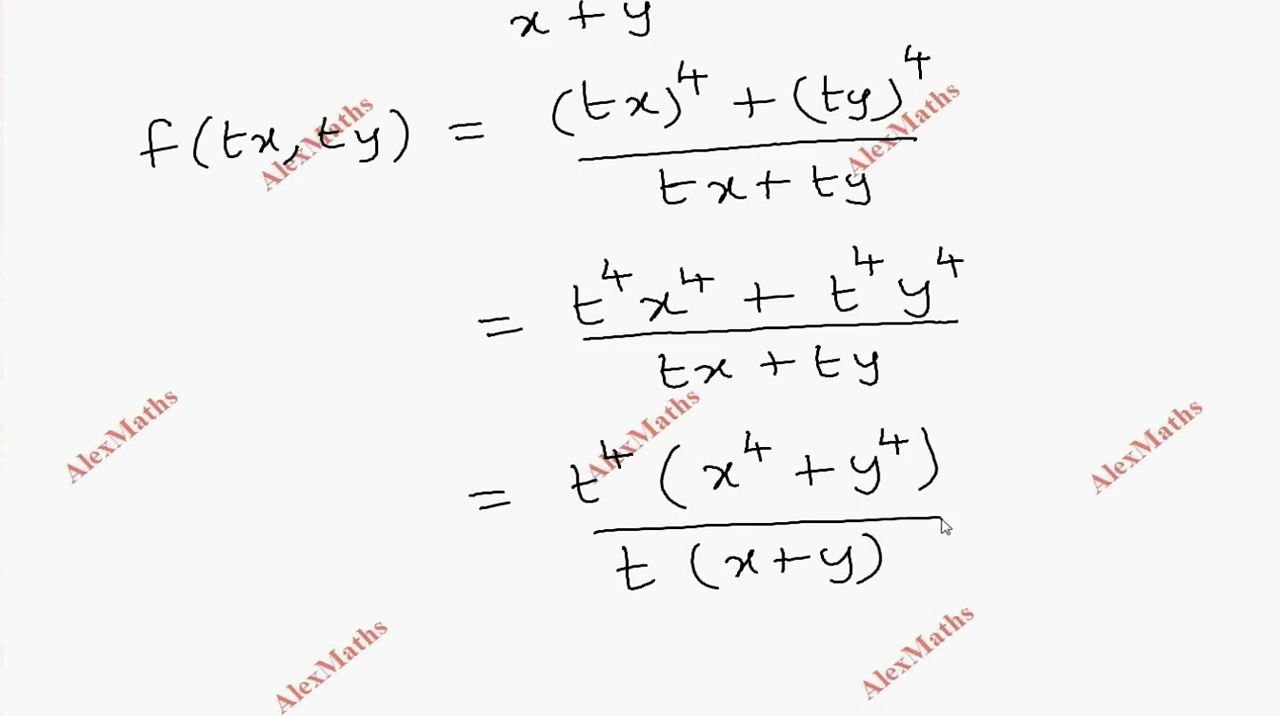 x + y
f(tx, ty) = (tx)⁴ + (ty)⁴
tx + ty
= t⁴x⁴ + t⁴y⁴
tx + ty
= t⁴ (x⁴ + y⁴)
t (x+y)
AlexMaths
AlexMaths
AlexMaths
AlexMaths
AlexMaths
AlexMaths
AlexMaths